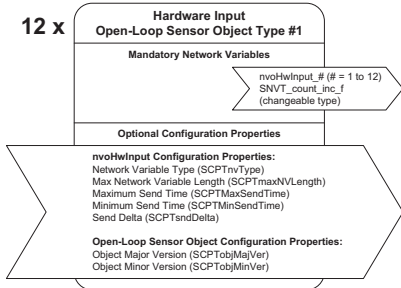 12 x
Hardware Input
Open-Loop Sensor Object Type #1
Mandatory Network Variables
nvoHwInput_# (# = 1 to 12)
SNVT_count_inc_f
(changeable type)
Optional Configuration Properties
nvoHwInput Configuration Properties:
Network Variable Type (SCPTnvType)
Max Network Variable Length (SCPTmaxNVLength)
Maximum Send Time (SCPTMaxSendTime)
Minimum Send Time (SCPTMinSendTime)
Send Delta (SCPTsndDelta)
Open-Loop Sensor Object Configuration Properties:
Object Major Version (SCPTobjMajVer)
Object Minor Version (SCPTobjMinVer)